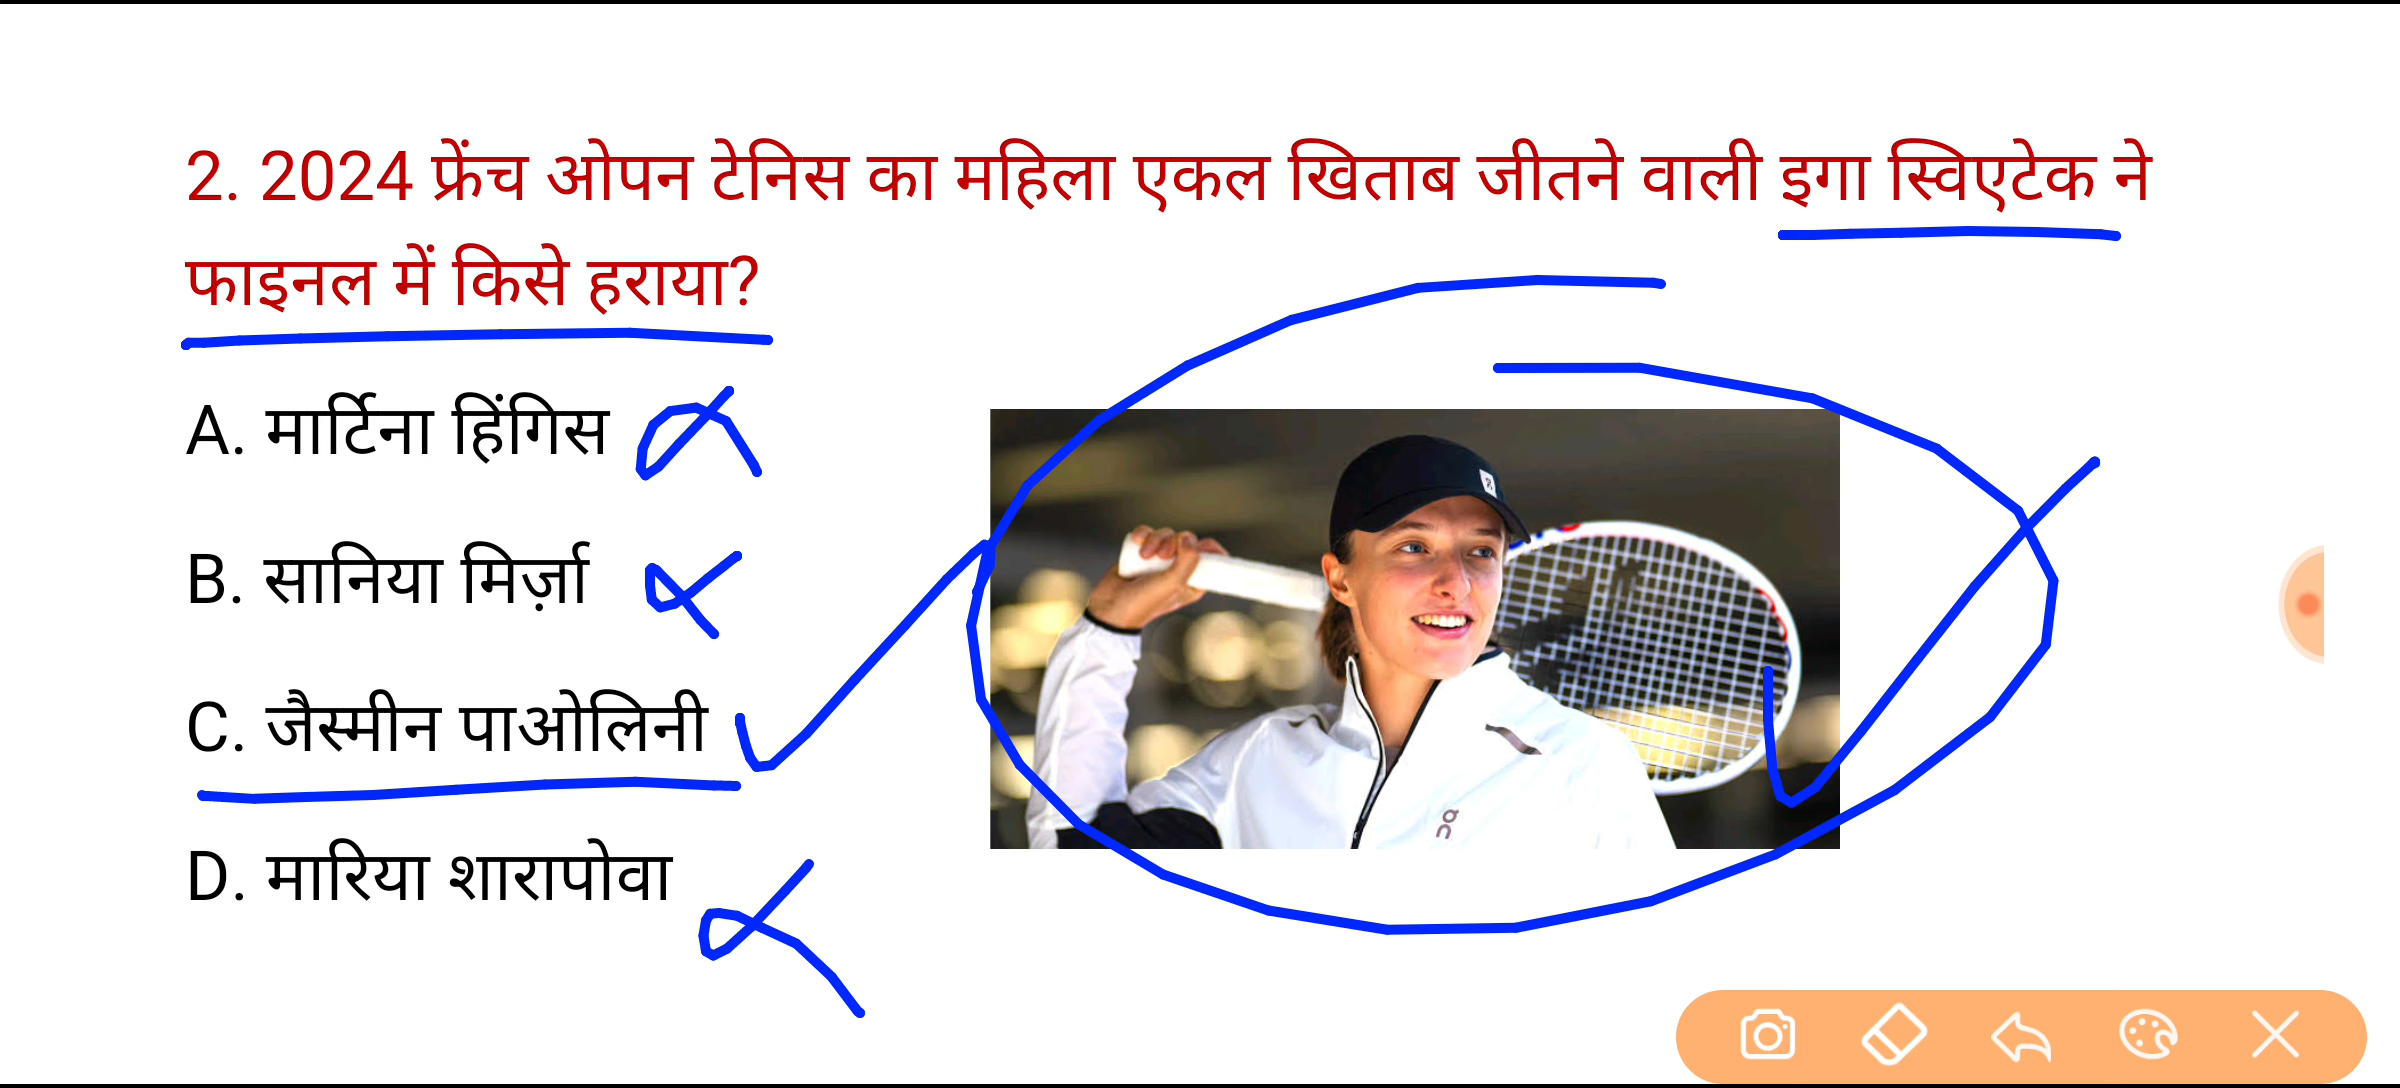 2. 2024 फ्रेंच ओपन टेनिस का महिला एकल खिताब जीतने वाली इगा स्विएटेक ने
फाइनल में किसे हराया?
A. मार्टिना हिंगिस
B. सानिया मिर्ज़ा
C. जैस्मीन पाओलिनी
D. मारिया शारापोवा